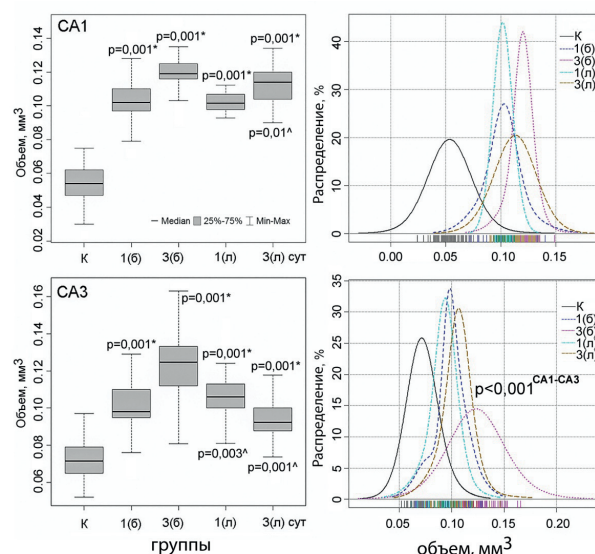 CA1
p=0,001*
p=0,001*
p=0,001*
p=0,001*
p=0,01^
Объем, мм3
0.02 0.04 0.06 0.08 0.10 0.12 0.14
Median 25%-75% Min-Max
К 1(б) 3(б) 1(л) 3(л) сут
Распределение, %
0 10 20 30 40
0.00 0.05 0.10 0.15
К
1(б)
3(б)
1(л)
3(л)
CA3
p=0,001*
p=0,001*
p=0,001*
p=0,001*
p=0,003^
p=0,001^
Объем, мм3
0.06 0.08 0.10 0.12 0.14 0.16
К 1(б) 3(б) 1(л) 3(л) сут
группы
Распределение, %
0 5 10 15 20 25 30 35
0.05 0.10 0.15 0.20
К
1(б)
3(б)
1(л)
3(л)
p<0,001CA1-CA3
объем, мм3